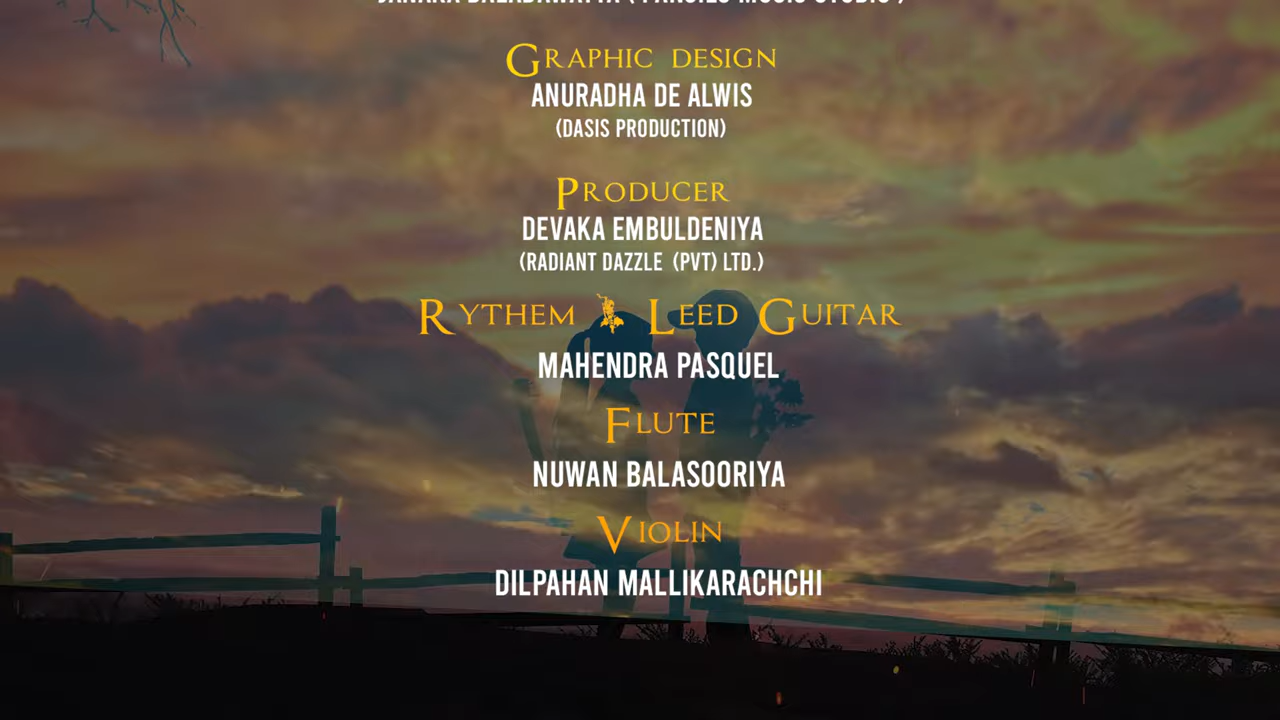 GRAPHIC DESIGN
ANURADHA DE ALWIS
(DASIS PRODUCTION)
PRODUCER
DEVAKA EMBULDENIYA
(RADIANT DAZZLE (PVT) LTD.)
RYTHEM LEED GUITAR
MAHENDRA PASQUEL
FLUTE
NUWAN BALASOORIYA
VIOLIN
DILPAHAN MALLIKARACHCHI